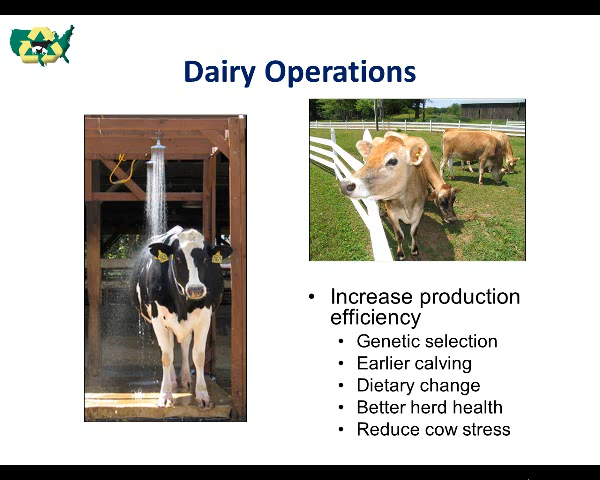 Dairy Operations
• Increase production
efficiency
• Genetic selection
• Earlier calving
• Dietary change
• Better herd health
• Reduce cow stress